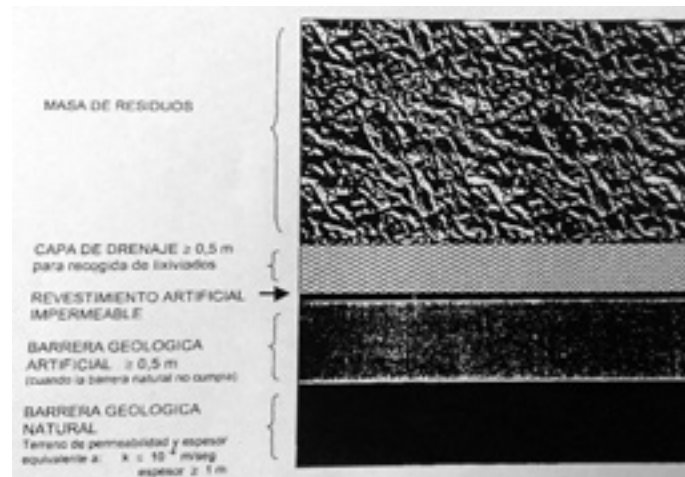 MASA DE RESIDUOS
CAPA DE DRENAJE ≥ 0,5 m
para recogida de lixiviados
REVESTIMIENTO ARTIFICIAL
IMPERMEABLE
BARRERA GEOLOGICA
ARTIFICIAL ≥ 0,5 m
(cuando la barrera natural no cumple)
BARRERA GEOLOGICA
NATURAL
Terreno de permeabilidad y espesor
equivalente a: k ≤ 10 m/seg
espesor ≥ 1 m